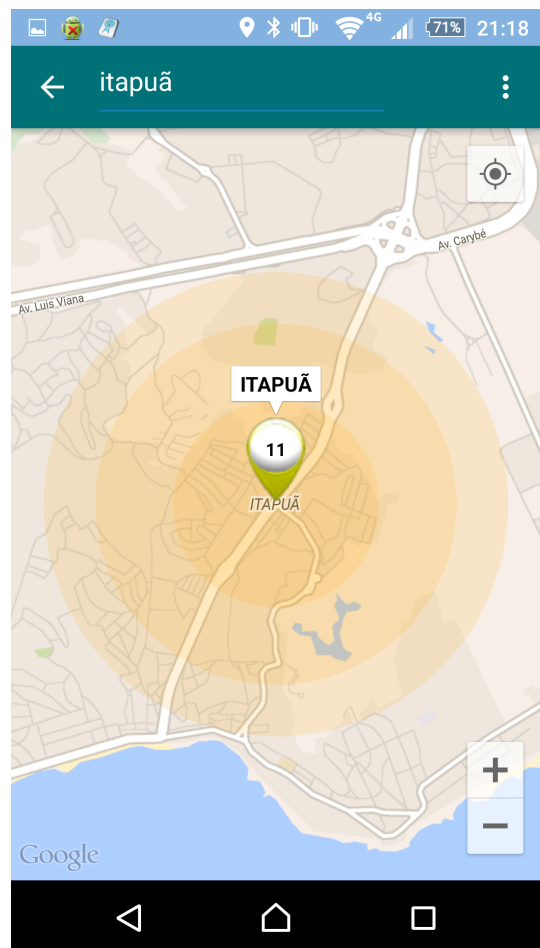 4G
71%
21:18
itapuã
Av. Carybé
Av. Luis Viana
ITAPUÃ
11
ITAPUÃ
Google